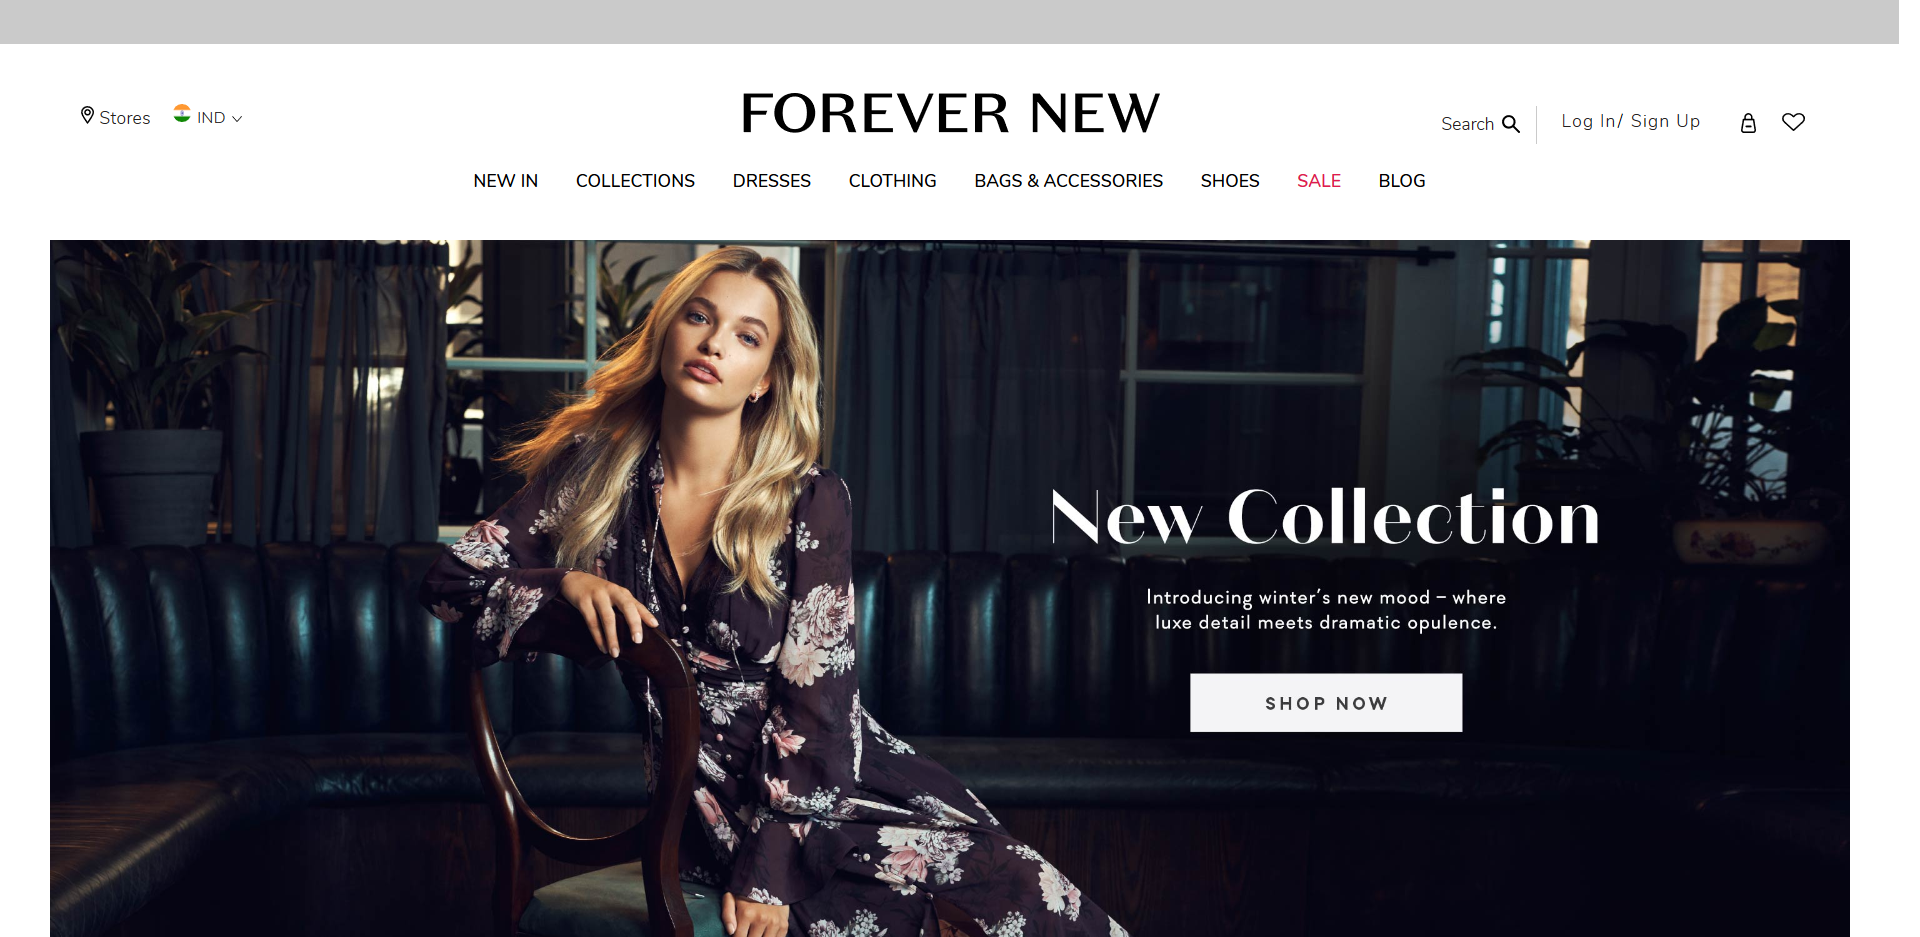 Stores
IND
FOREVER NEW
Search
Log In/ Sign Up
NEW IN
COLLECTIONS
DRESSES
CLOTHING
BAGS & ACCESSORIES
SHOES
SALE
BLOG
New Collection
Introducing winter's new mood – where
luxe detail meets dramatic opulence.
SHOP NOW